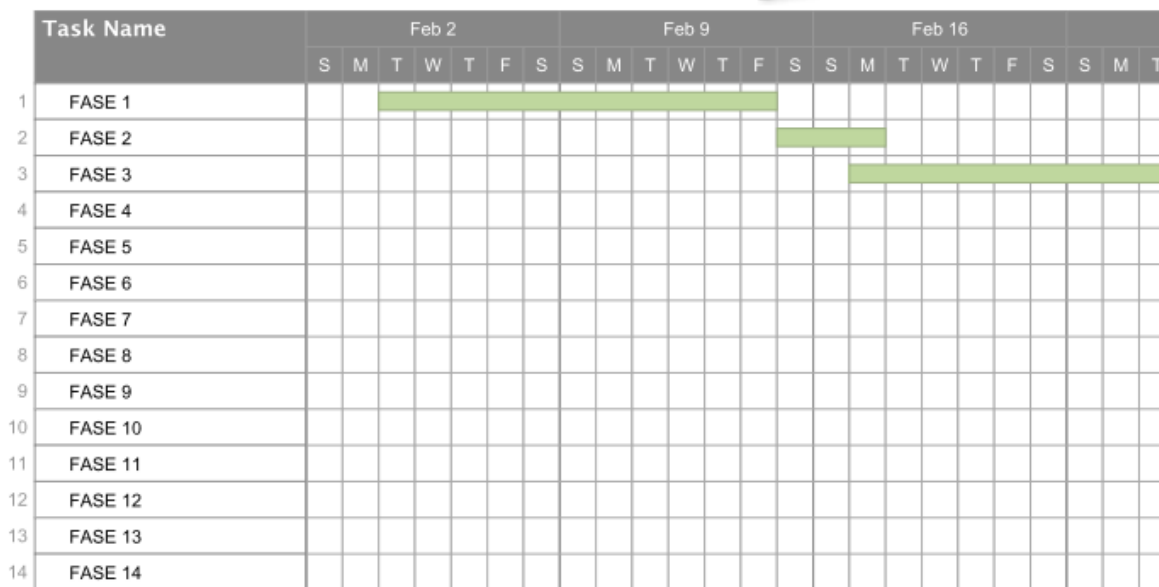 Task Name Feb 2 Feb 9 Feb 16
S M T W T F S S M T W T F S S M T W T F S S M T
1 FASE 1
2 FASE 2
3 FASE 3
4 FASE 4
5 FASE 5
6 FASE 6
7 FASE 7
8 FASE 8
9 FASE 9
10 FASE 10
11 FASE 11
12 FASE 12
13 FASE 13
14 FASE 14